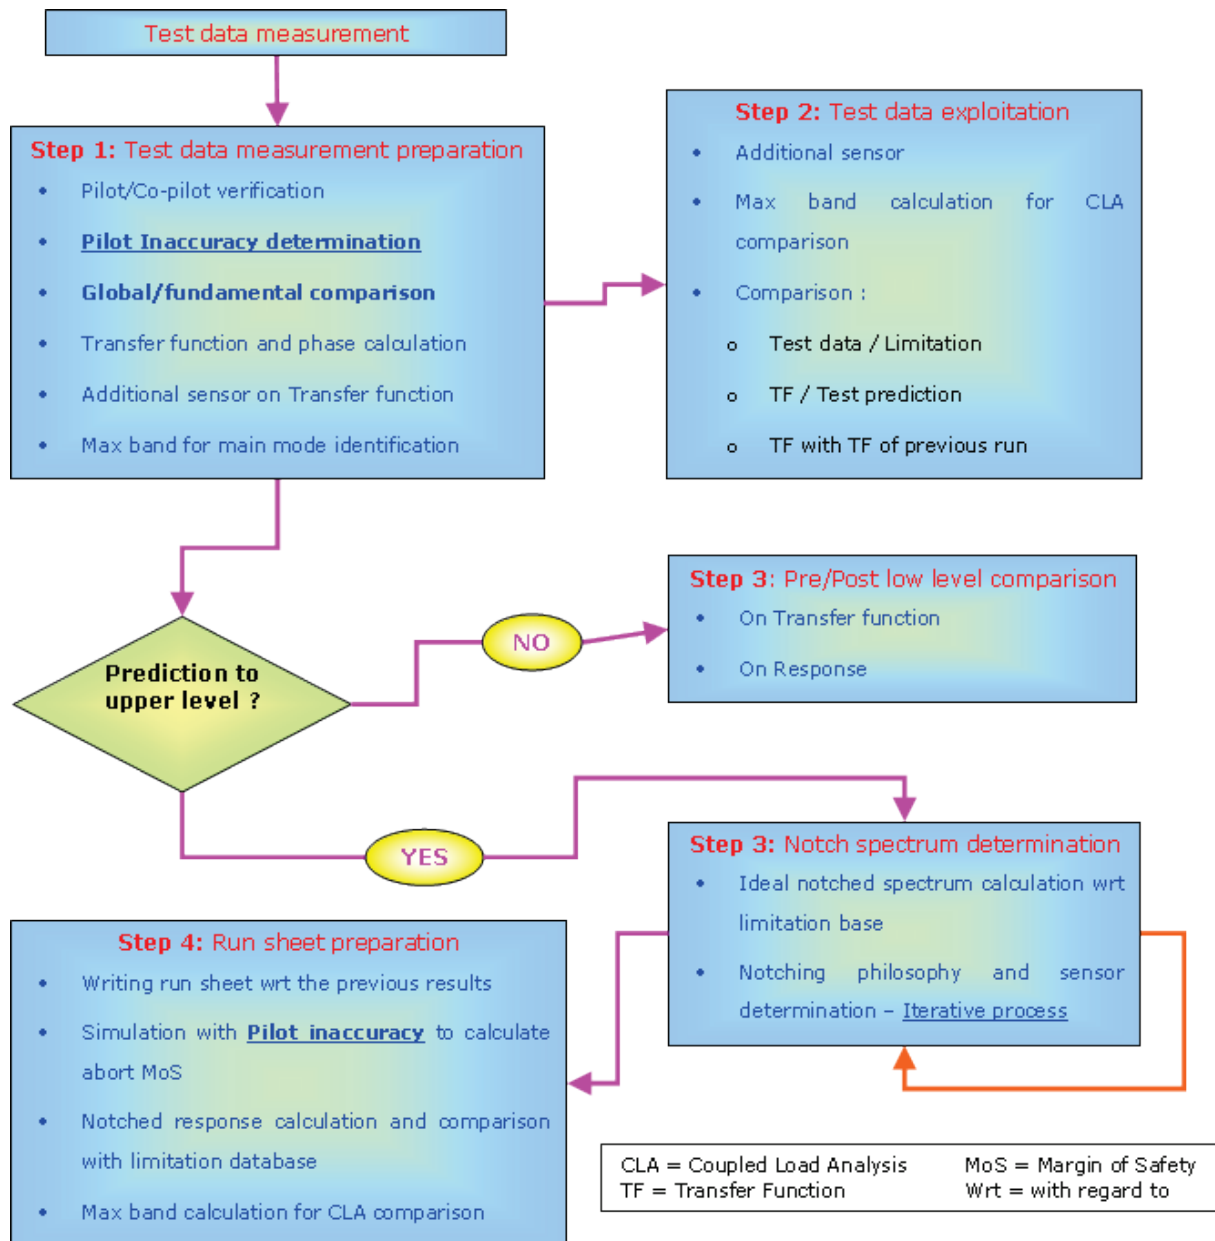 Test data measurement
Step 1: Test data measurement preparation
• Pilot/Co-pilot verification
• Pilot Inaccuracy determination
• Global/fundamental comparison
• Transfer function and phase calculation
• Additional sensor on Transfer function
• Max band for main mode identification
Step 2: Test data exploitation
• Additional sensor
• Max band calculation for CLA
comparison
• Comparison :
o Test data / Limitation
o TF / Test prediction
o TF with TF of previous run
Prediction to
upper level ?
NO
Step 3: Pre/Post low level comparison
• On Transfer function
• On Response
YES
Step 3: Notch spectrum determination
• Ideal notched spectrum calculation wrt
limitation base
• Notching philosophy and sensor
determination – Iterative process
Step 4: Run sheet preparation
• Writing run sheet wrt the previous results
• Simulation with Pilot inaccuracy to calculate
abort MoS
• Notched response calculation and comparison
with limitation database
• Max band calculation for CLA comparison
CLA = Coupled Load Analysis MoS = Margin of Safety
TF = Transfer Function Wrt = with regard to